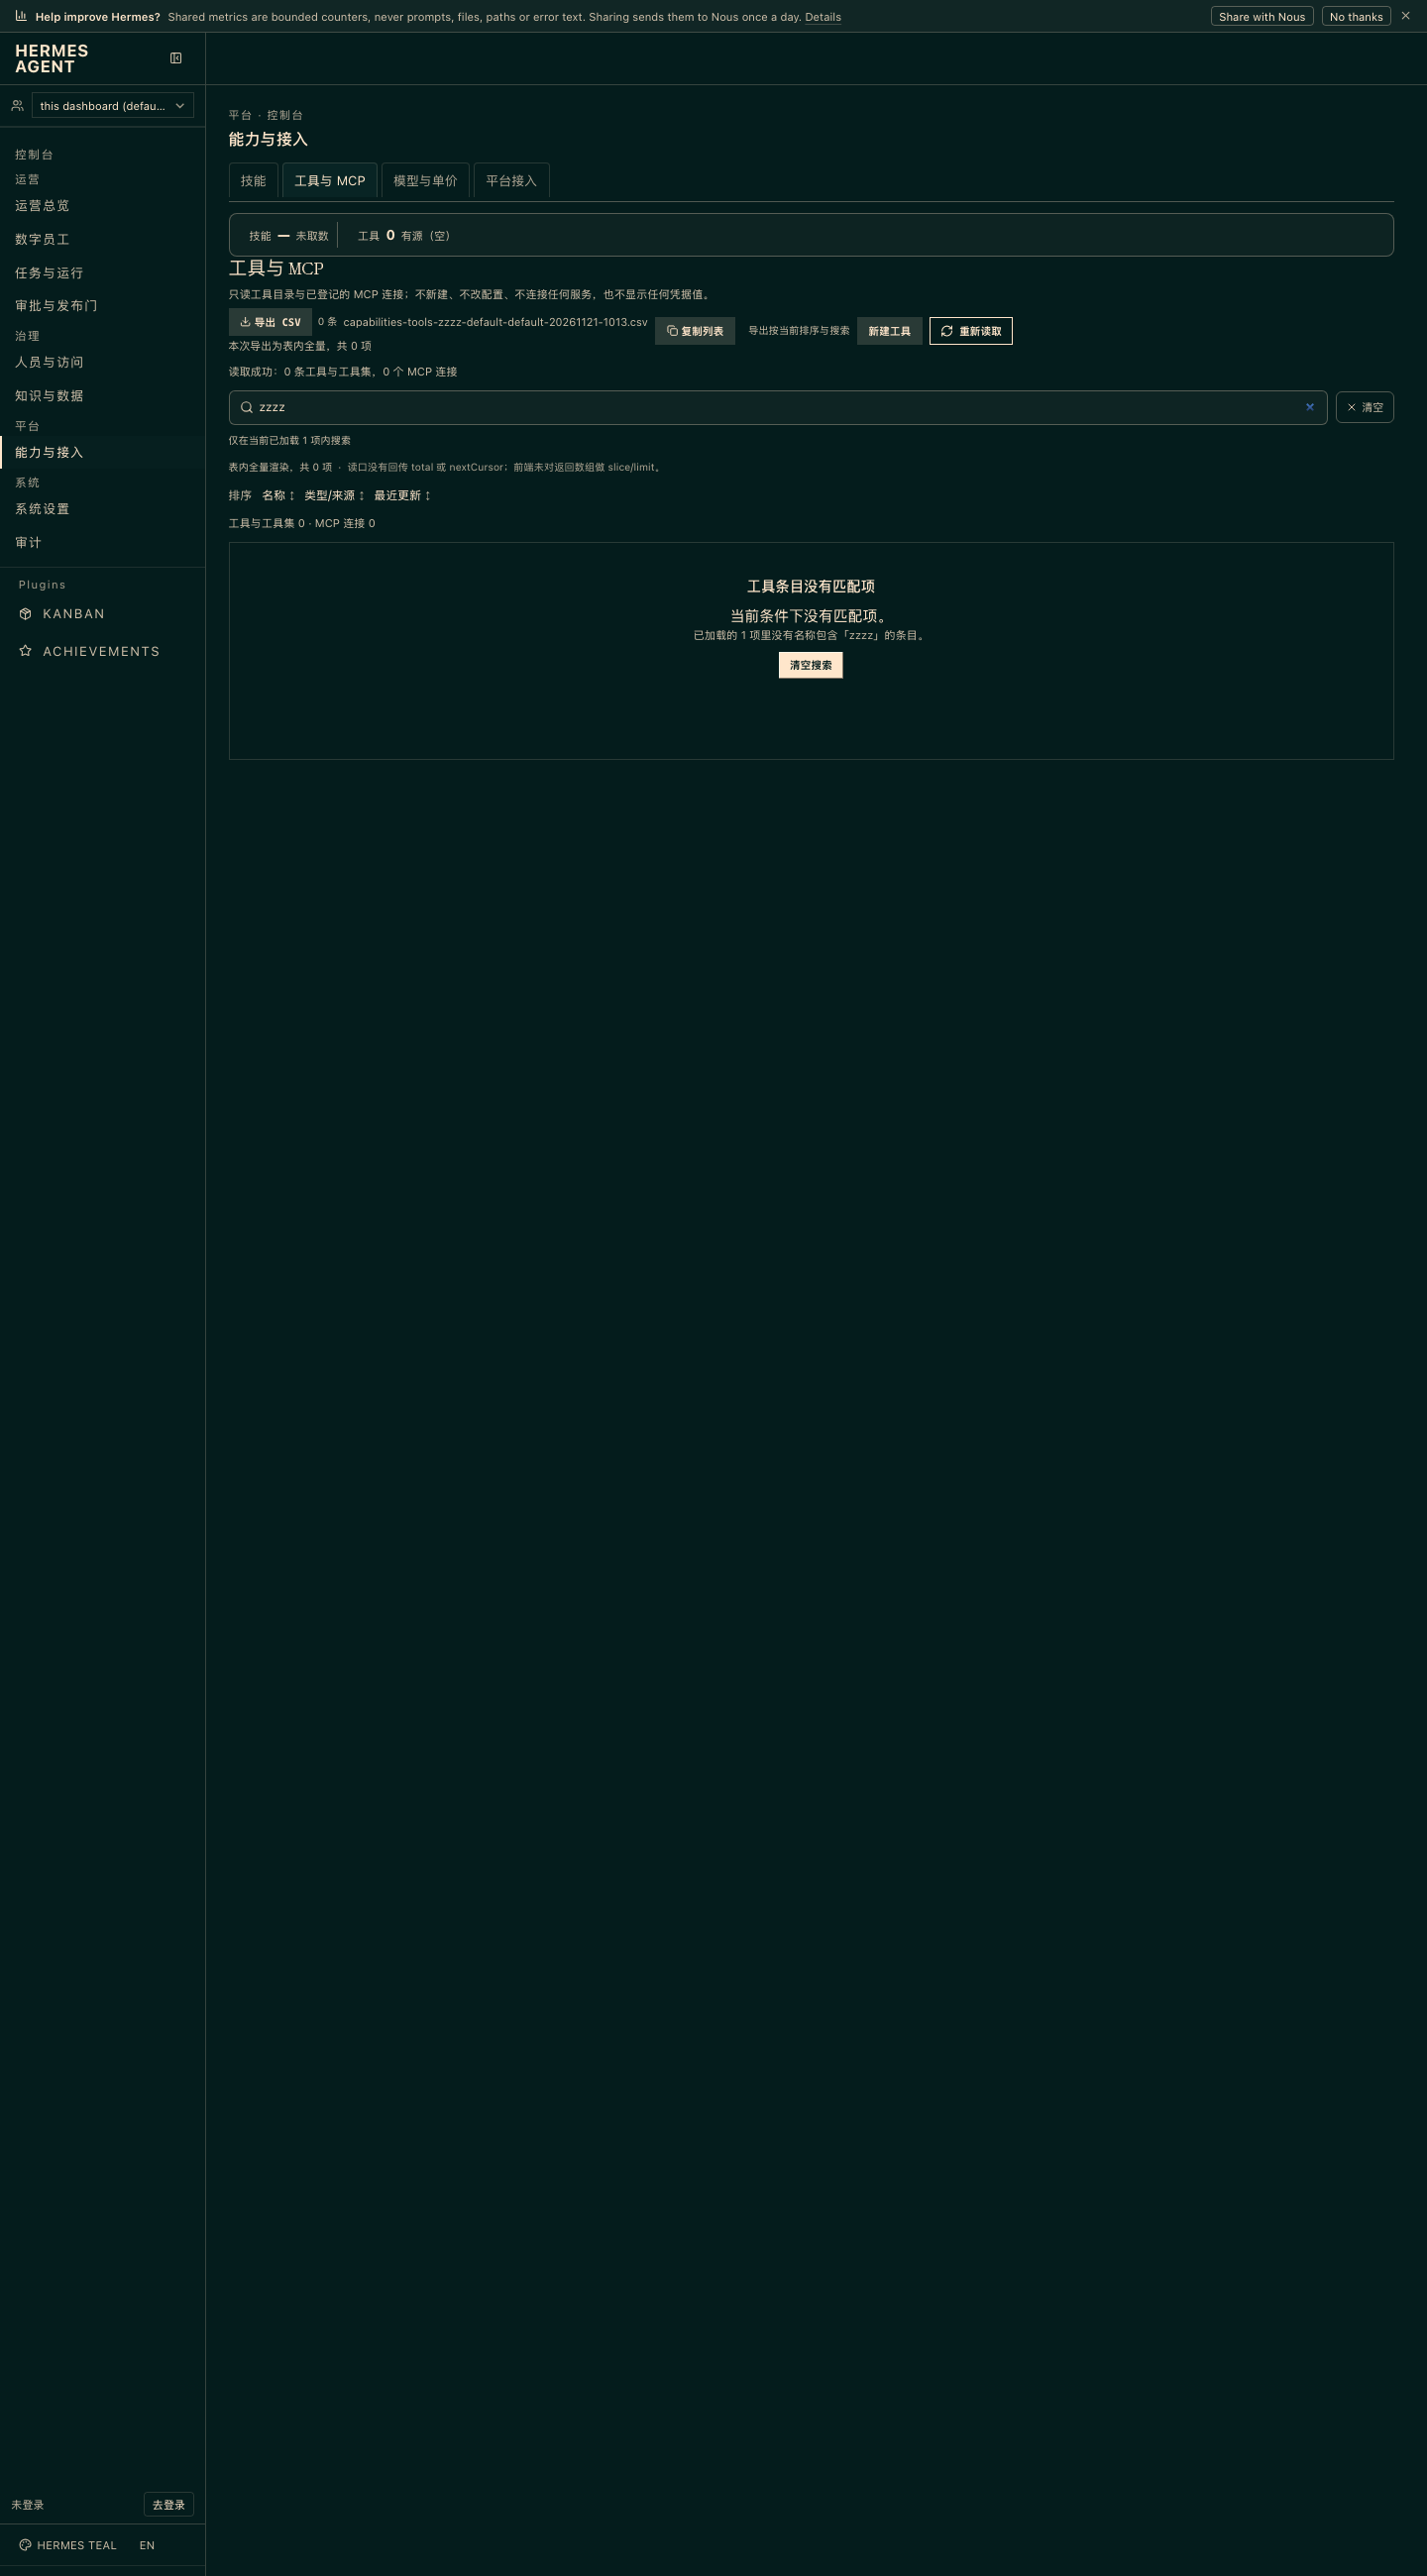 Help improve Hermes? Shared metrics are bounded counters, never prompts, files, paths or error text. Sharing sends them to Nous once a day. Details
Share with Nous
No thanks
HERMES
AGENT
this dashboard (defau...
控制台
运营
运营总览
数字员工
任务与运行
审批与发布门
治理
人员与访问
知识与数据
平台
能力与接入
系统
系统设置
审计
Plugins
KANBAN
ACHIEVEMENTS
未登录
去登录
HERMES TEAL
EN
平台 · 控制台
能力与接入
技能
工具与 MCP
模型与单价
平台接入
技能 — 未取数
工具 0 有源（空）
工具与 MCP
只读工具目录与已登记的 MCP 连接；不新建、不改配置、不连接任何服务，也不显示任何凭据值。
导出 CSV
0 条
capabilities-tools-zzzz-default-default-20261121-1013.csv
本次导出为表内全量，共 0 项
复制列表
导出按当前排序与搜索
新建工具
重新读取
读取成功：0 条工具与工具集，0 个 MCP 连接
zzzz
清空
仅在当前已加载 1 项内搜索
表内全量渲染，共 0 项 · 读口没有回传 total 或 nextCursor；前端未对返回数组做 slice/limit。
排序 名称 ↕ 类型/来源 ↕ 最近更新 ↕
工具与工具集 0 · MCP 连接 0
工具条目没有匹配项
当前条件下没有匹配项。
已加载的 1 项里没有名称包含「zzzz」的条目。
清空搜索